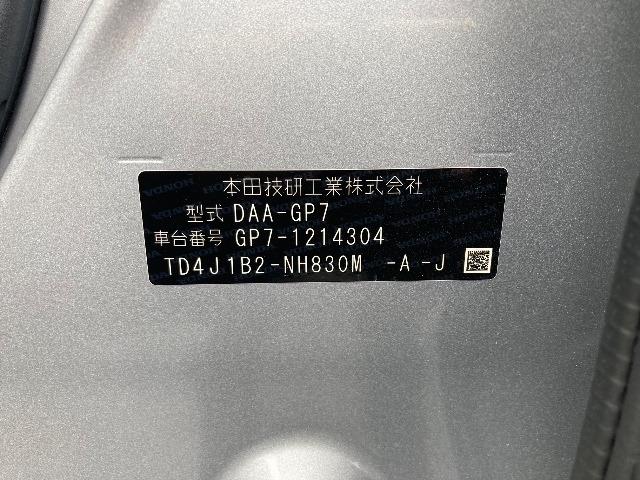 本田技研工業株式会社
型式 DAA-GP7
車台番号 GP7-1214304
TD4J1B2-NH830M -A -J